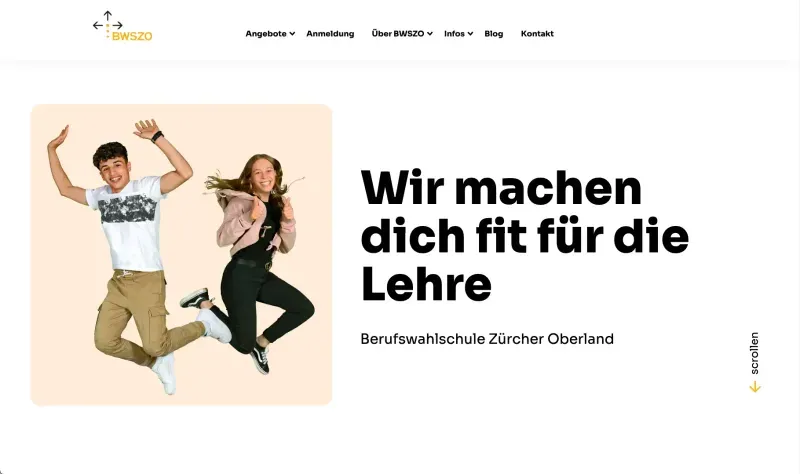 BWSZO
Angebote Anmeldung Über BWSZO Infos Blog Kontakt
Wir machen
dich fit für die
Lehre
Berufswahlschule Zürcher Oberland
scrollen